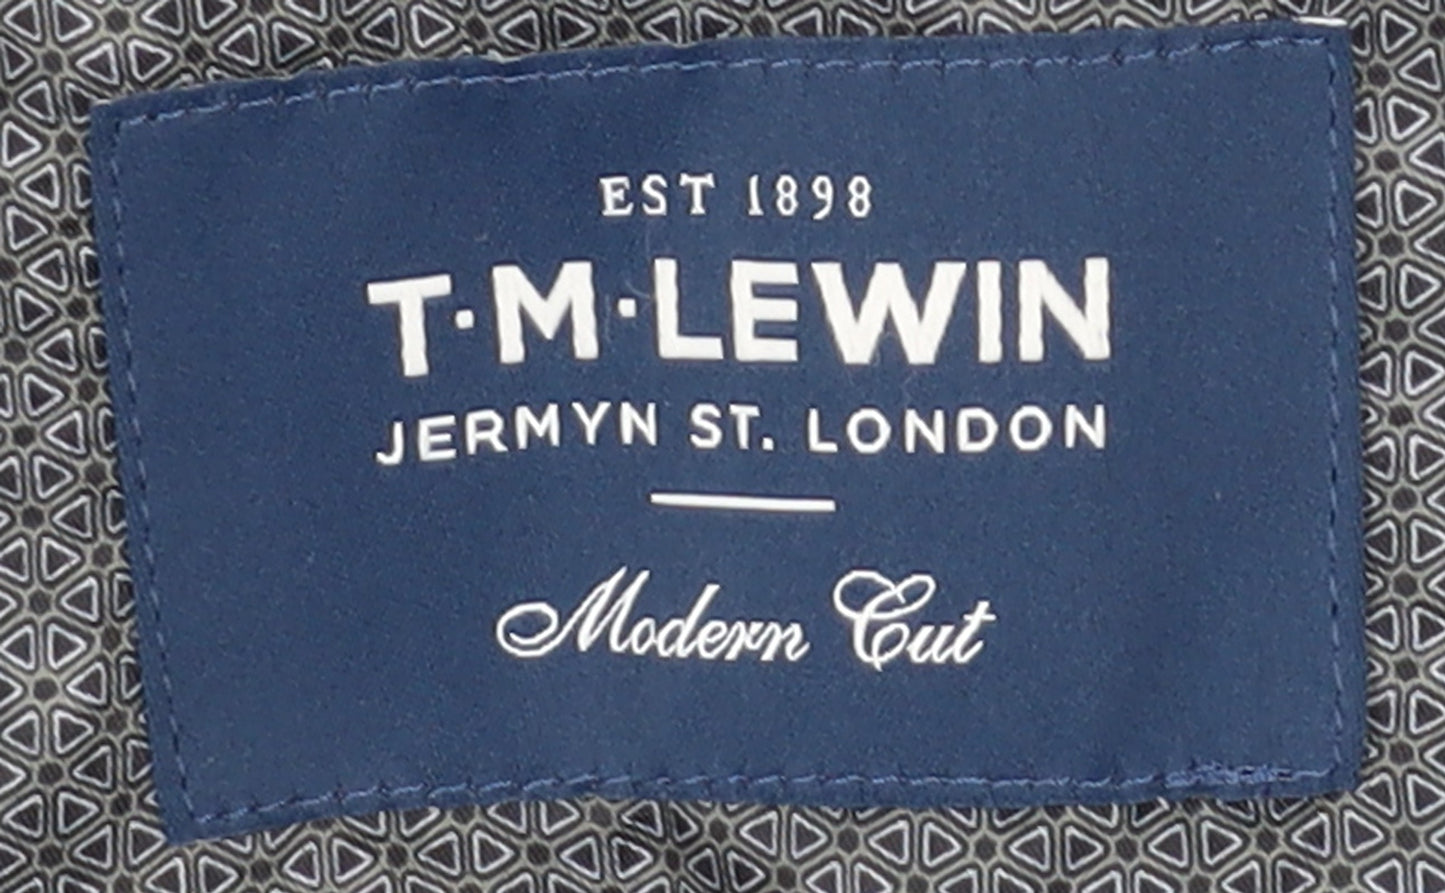 EST 1898
T·M·LEWIN
JERMYN ST. LONDON
Modern Cut